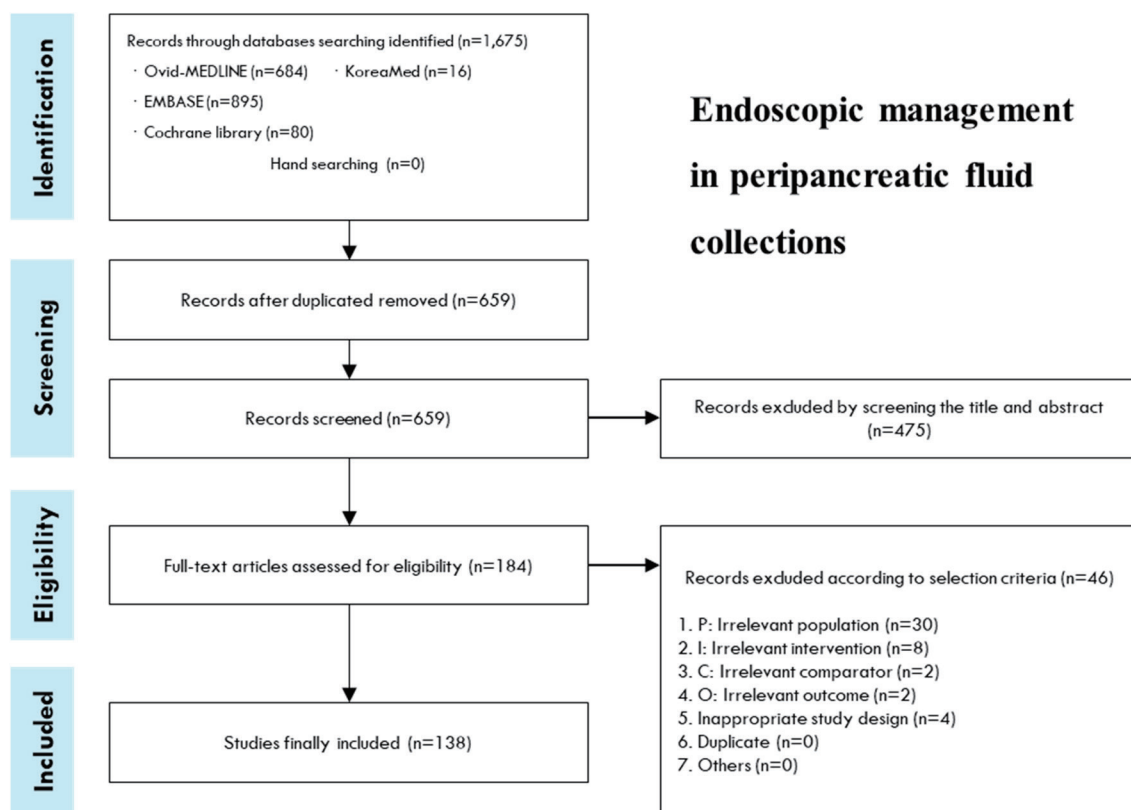 Identification
Records through databases searching identified (n=1,675)
· Ovid-MEDLINE (n=684) · KoreaMed (n=16)
· EMBASE (n=895)
· Cochrane library (n=80)
Hand searching (n=0)
Endoscopic management
in peripancreatic fluid
collections
Screening
Records after duplicated removed (n=659)
Records screened (n=659)
Records excluded by screening the title and abstract
(n=475)
Eligibility
Full-text articles assessed for eligibility (n=184)
Records excluded according to selection criteria (n=46)
1. P: Irrelevant population (n=30)
2. I: Irrelevant intervention (n=8)
3. C: Irrelevant comparator (n=2)
4. O: Irrelevant outcome (n=2)
5. Inappropriate study design (n=4)
6. Duplicate (n=0)
7. Others (n=0)
Included
Studies finally included (n=138)